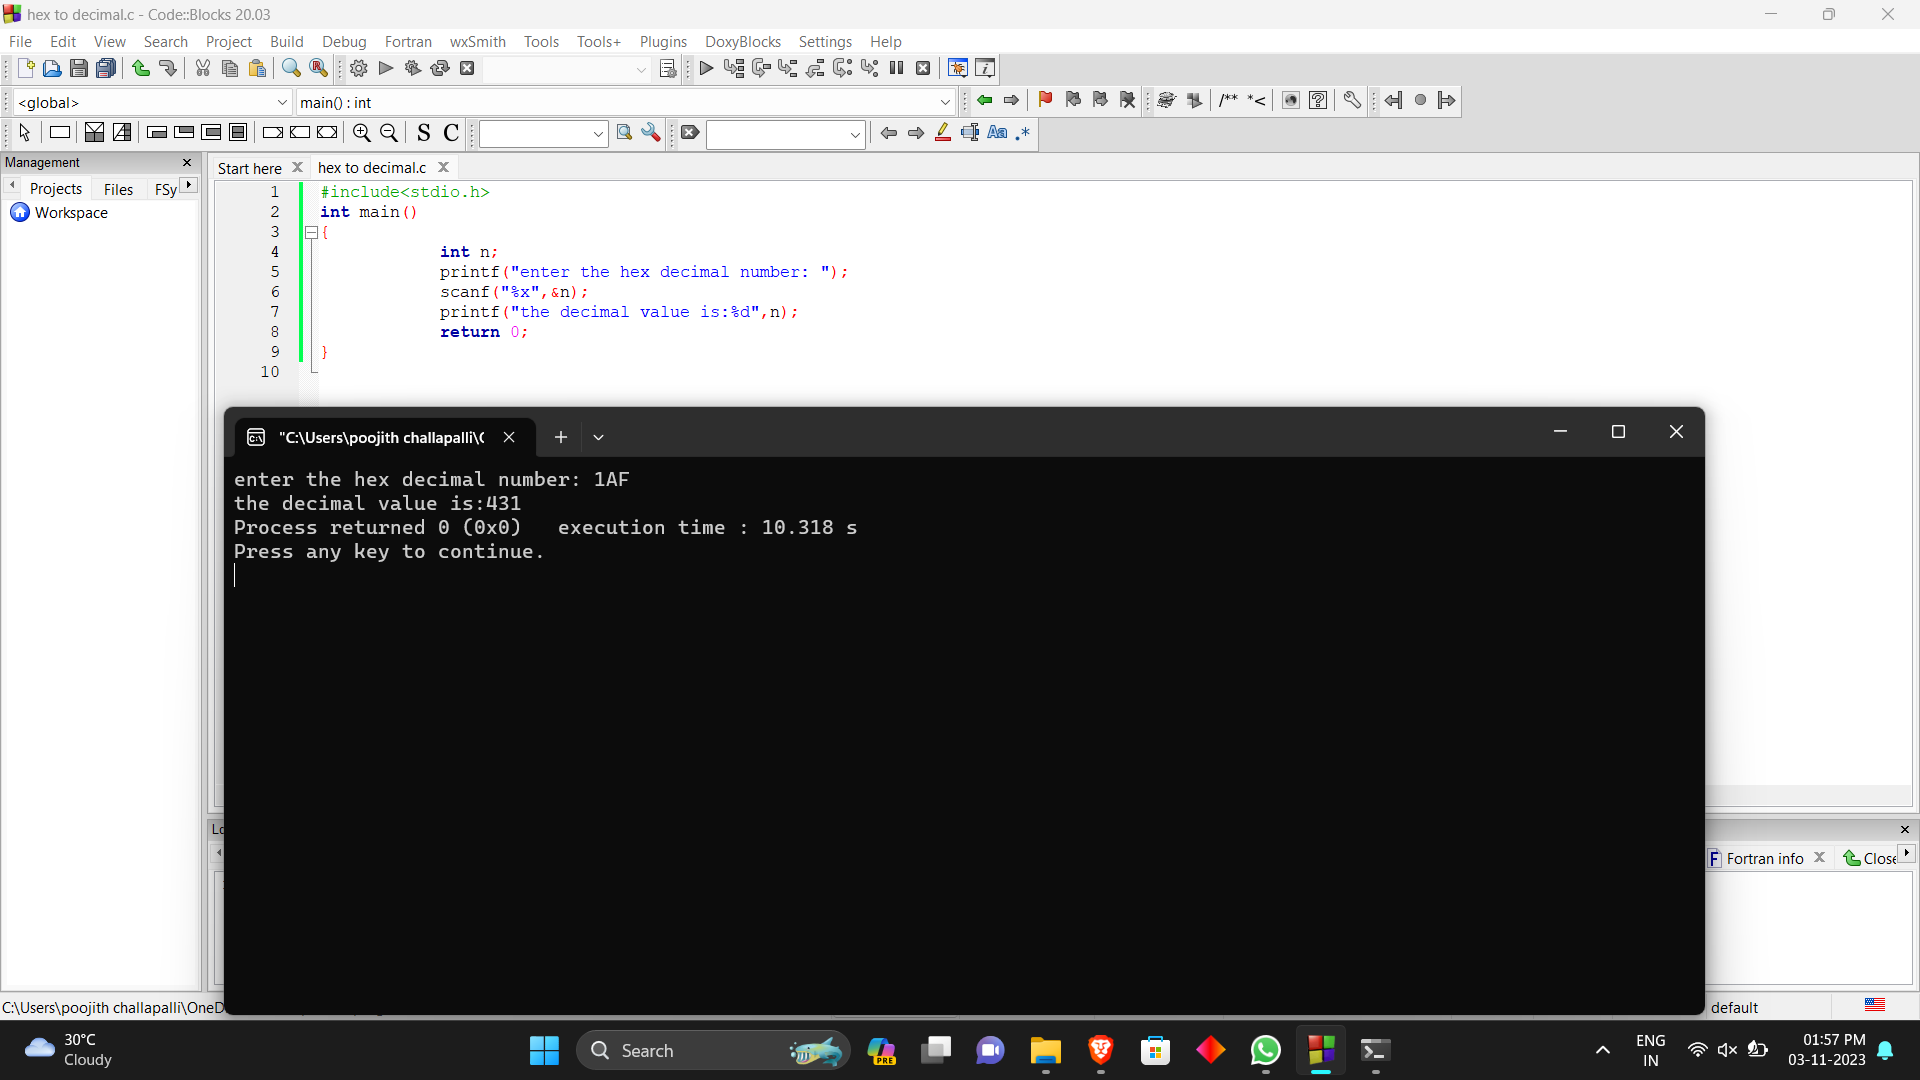 hex to decimal.c - Code::Blocks 20.03
File Edit View Search Project Build Debug Fortran wxSmith Tools Tools+ Plugins DoxyBlocks Settings Help
<global> main() : int
/** *<
S C Aa .*
Management
Start here hex to decimal.c
Projects Files FSy
Workspace
1 #include<stdio.h>
2 int main()
3 {
4 int n;
5 printf("enter the hex decimal number: ");
6 scanf("%x",&n);
7 printf("the decimal value is:%d",n);
8 return 0;
9 }
10
"C:\Users\poojith challapalli\
enter the hex decimal number: 1AF
the decimal value is:431
Process returned 0 (0x0) execution time : 10.318 s
Press any key to continue.
Lo
Fortran info Close
C:\Users\poojith challapalli\OneD
default
30°C
Cloudy
Search
PRE
ENG
IN
01:57 PM
03-11-2023